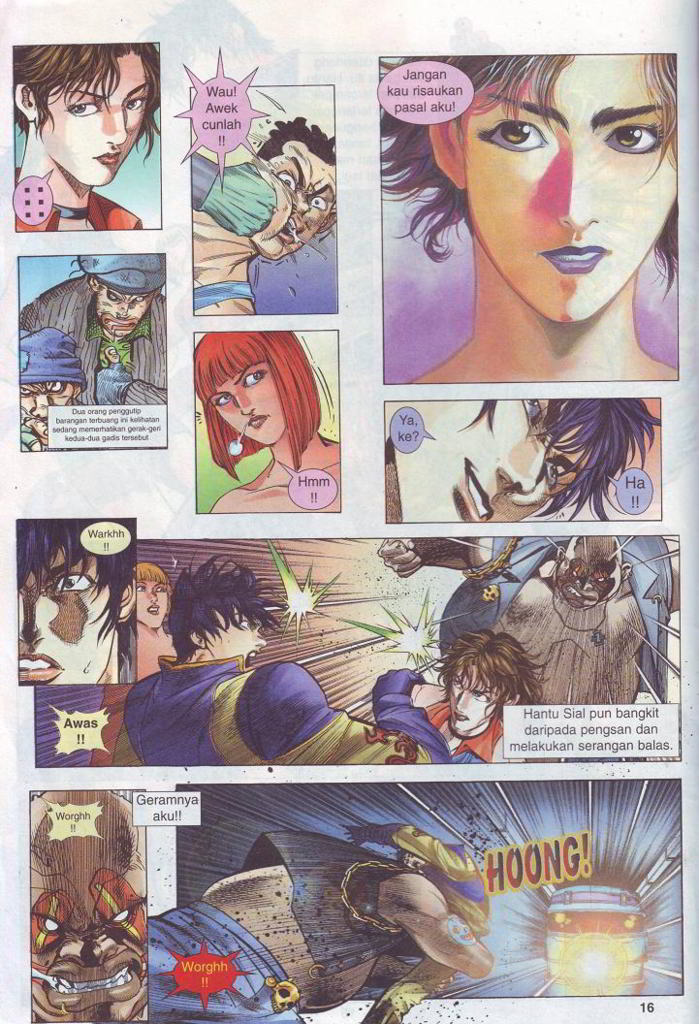 Wau!
Awek
cunlah
!!
Jangan
kau risaukan
pasal aku!
Dua orang pengutip
barangan terbuang ini kelihatan
sedang memerhatikan gerak-geri
kedua-dua gadis tersebut
Hmm
!!
Ya,
ke?
Ha
!!
Warkhh
!!
Awas
!!
Hantu Sial pun bangkit
daripada pengsan dan
melakukan serangan balas.
Worghh
!!
Geramnya
aku!!
HOONG!
Worghh
!!
16